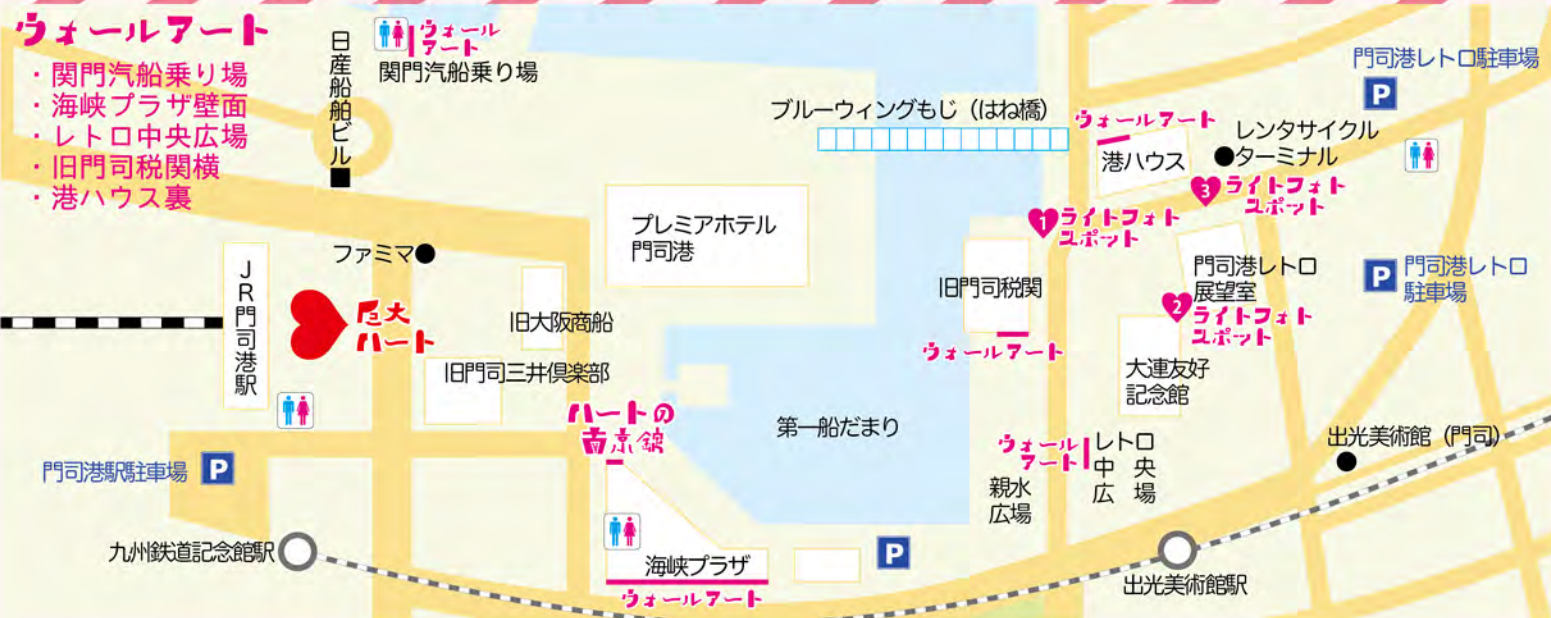 ウォールアート
・関門汽船乗り場
・海峡プラザ壁面
・レトロ中央広場
・旧門司税関横
・港ハウス裏
日産船舶ビル
ウォール
アート
関門汽船乗り場
門司港レトロ駐車場
P
ブルーウィングもじ（はね橋）
ウォールアート
港ハウス
レンタサイクル
ターミナル
3
ライトフォト
スポット
1
ライトフォト
スポット
プレミアホテル
門司港
ファミマ
JR門司港駅
巨大
ハート
旧大阪商船
旧門司三井倶楽部
旧門司税関
ウォールアート
門司港レトロ
展望室
2
ライトフォト
スポット
P
門司港レトロ
駐車場
大連友好
記念館
ハートの
南京錠
第一船だまり
ウォール
アート
レトロ
中央
広場
親水
広場
出光美術館（門司）
門司港駅駐車場
P
九州鉄道記念館駅
海峡プラザ
ウォールアート
P
出光美術館駅